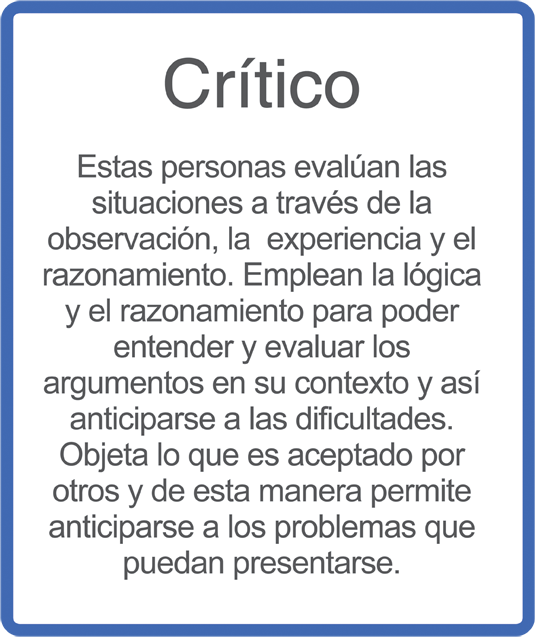 Crítico
Estas personas evalúan las
situaciones a través de la
observación, la  experiencia y el
razonamiento. Emplean la lógica
y el razonamiento para poder
entender y evaluar los
argumentos en su contexto y así
anticiparse a las dificultades.
Objeta lo que es aceptado por
otros y de esta manera permite
anticiparse a los problemas que
puedan presentarse.